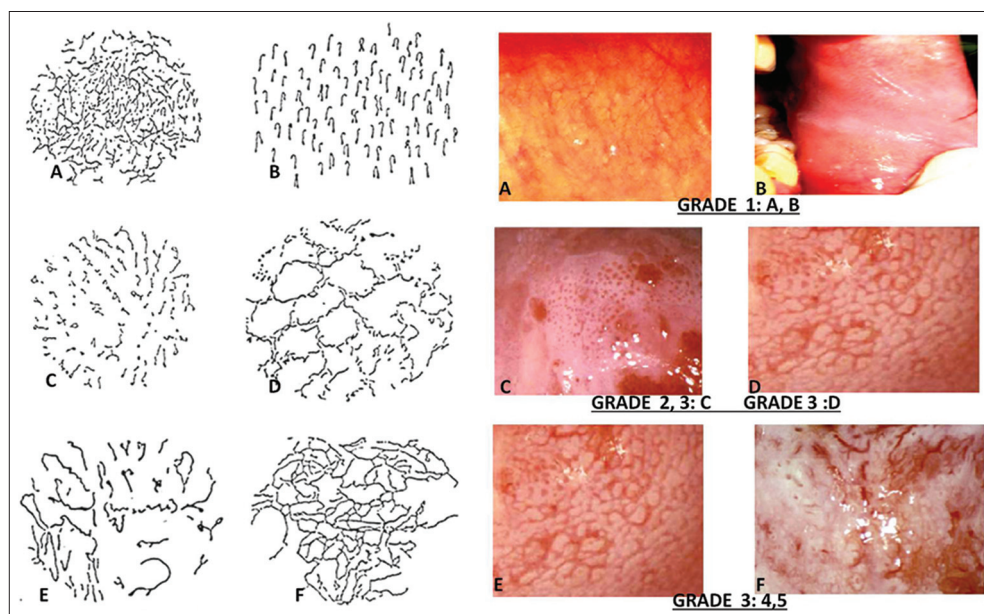 A B A B
GRADE 1: A, B
C D C D
GRADE 2, 3: C GRADE 3 :D
E F E F
GRADE 3: 4,5